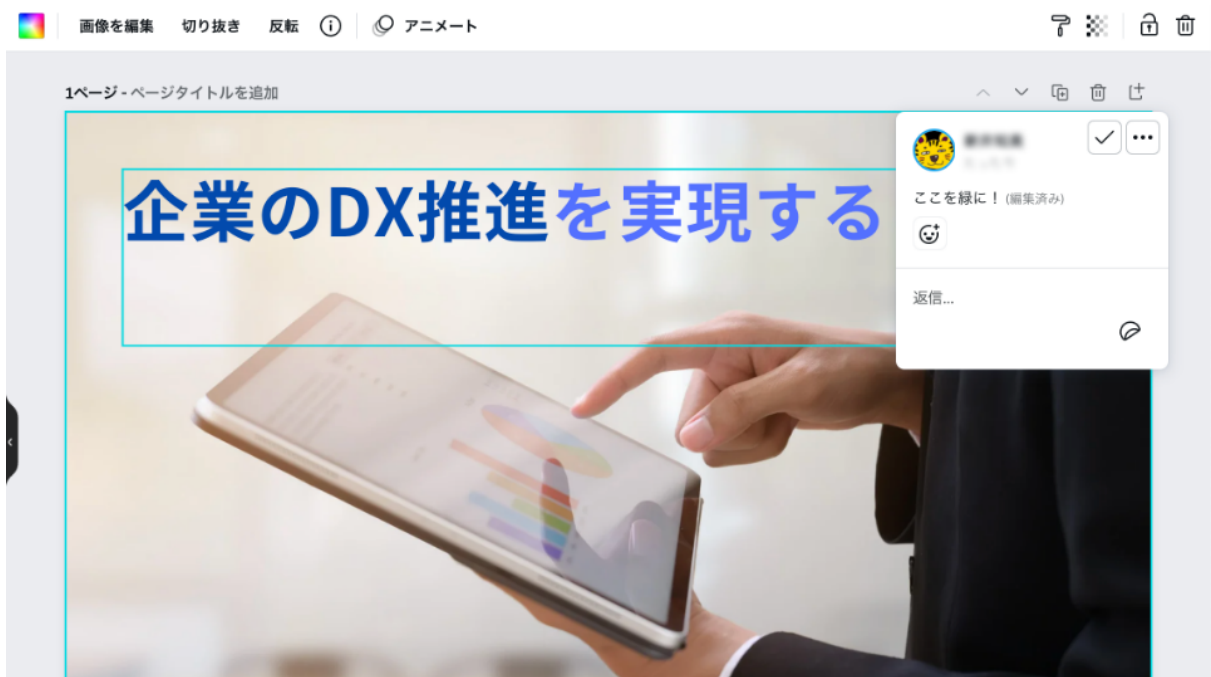 画像を編集 切り抜き 反転 アニメート
1ページ - ページタイトルを追加
企業のDX推進を実現する
ここを緑に！ (編集済み)
返信...